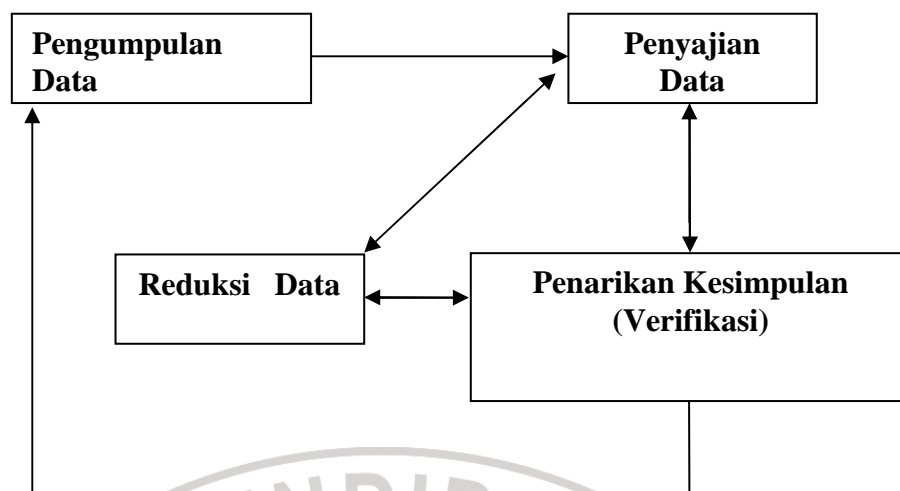 Pengumpulan
Data
Penyajian
Data
Reduksi Data
Penarikan Kesimpulan
(Verifikasi)